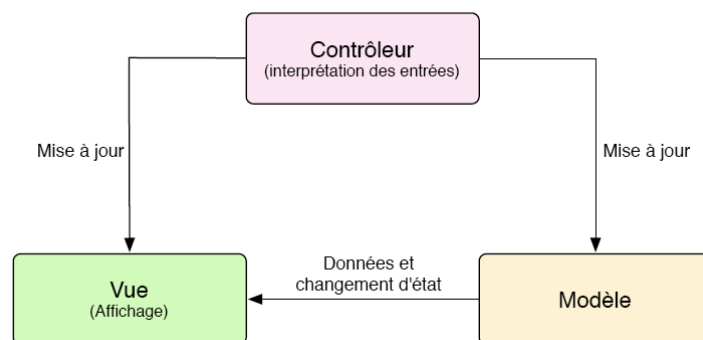 Contrôleur
(interprétation des entrées)
Mise à jour
Mise à jour
Données et
changement d'état
Vue
(Affichage)
Modèle